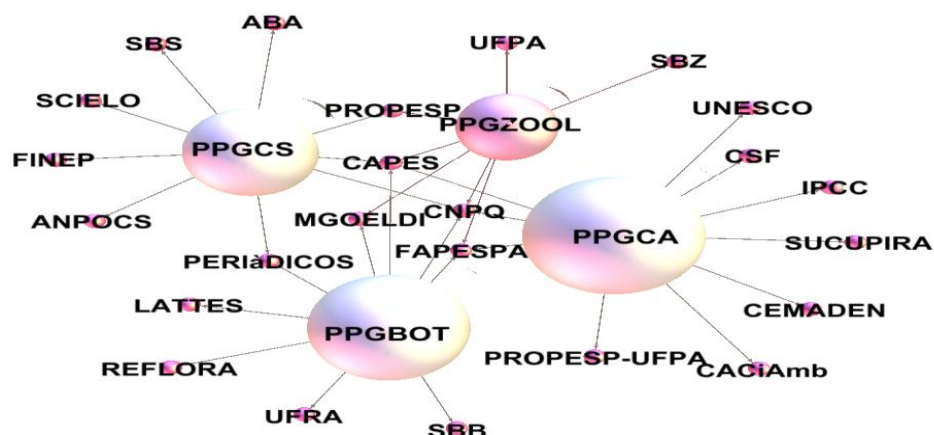 ABA
SBS
UFPA
SBZ
SCIELO
PROPESP
UNESCO
PPGZOOL
PPGCS
FINEP
CAPES
CSF
IPCC
ANPOCS
MGOELDI
CNPQ
PPGCA
SUCUPIRA
PERIàDICOS
FAPESPA
LATTES
CEMADEN
PPGBOT
REFLORA
PROPESP-UFPA
CACiAmb
UFRA
SBB